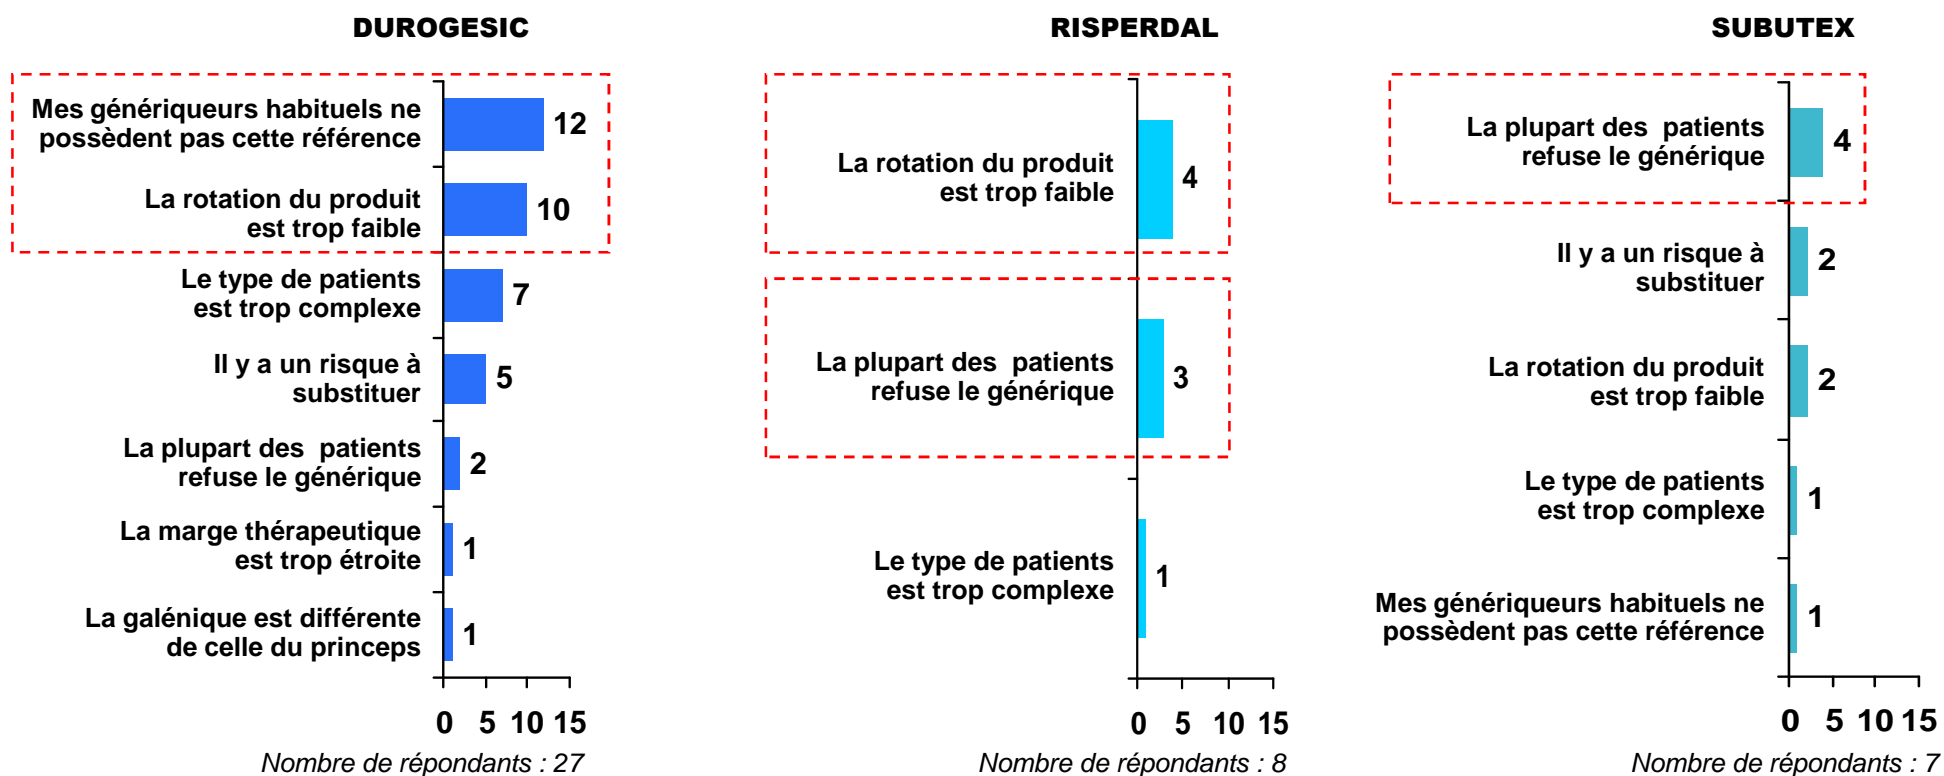 DUROGESIC
Mes génériqueurs habituels ne
possèdent pas cette référence
12
La rotation du produit
est trop faible
10
Le type de patients
est trop complexe
7
Il y a un risque à
substituer
5
La plupart des  patients
refuse le générique
2
La marge thérapeutique
est trop étroite
1
La galénique est différente
de celle du princeps
1
0 5 10 15
Nombre de répondants : 27
RISPERDAL
La rotation du produit
est trop faible
4
La plupart des  patients
refuse le générique
3
Le type de patients
est trop complexe
1
0 5 10 15
Nombre de répondants : 8
SUBUTEX
La plupart des  patients
refuse le générique
4
Il y a un risque à
substituer
2
La rotation du produit
est trop faible
2
Le type de patients
est trop complexe
1
Mes génériqueurs habituels ne
possèdent pas cette référence
1
0 5 10 15
Nombre de répondants : 7